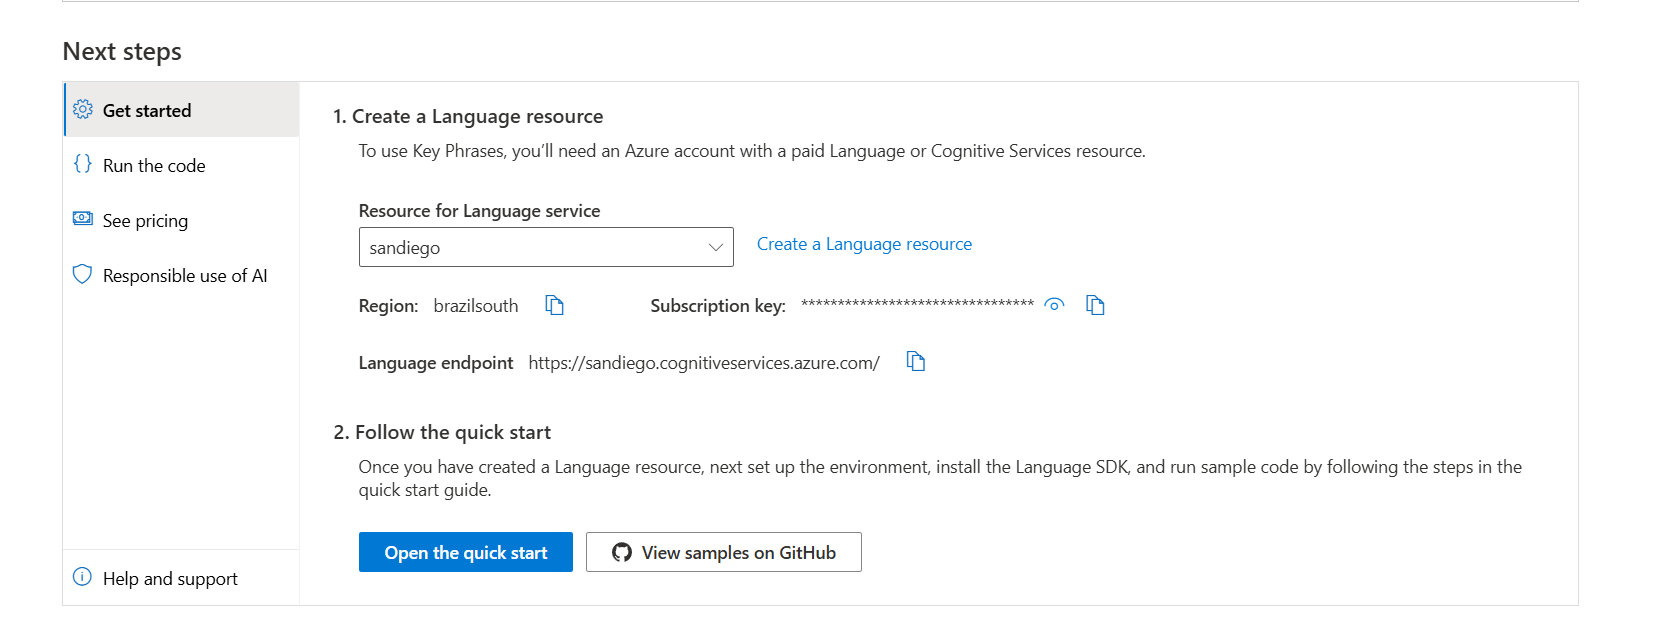 Next steps
Get started
Run the code
See pricing
Responsible use of AI
Help and support
1. Create a Language resource
To use Key Phrases, you’ll need an Azure account with a paid Language or Cognitive Services resource.
Resource for Language service
sandiego
Create a Language resource
Region: brazilsouth
Subscription key: ********************************
Language endpoint https://sandiego.cognitiveservices.azure.com/
2. Follow the quick start
Once you have created a Language resource, next set up the environment, install the Language SDK, and run sample code by following the steps in the
quick start guide.
Open the quick start
View samples on GitHub